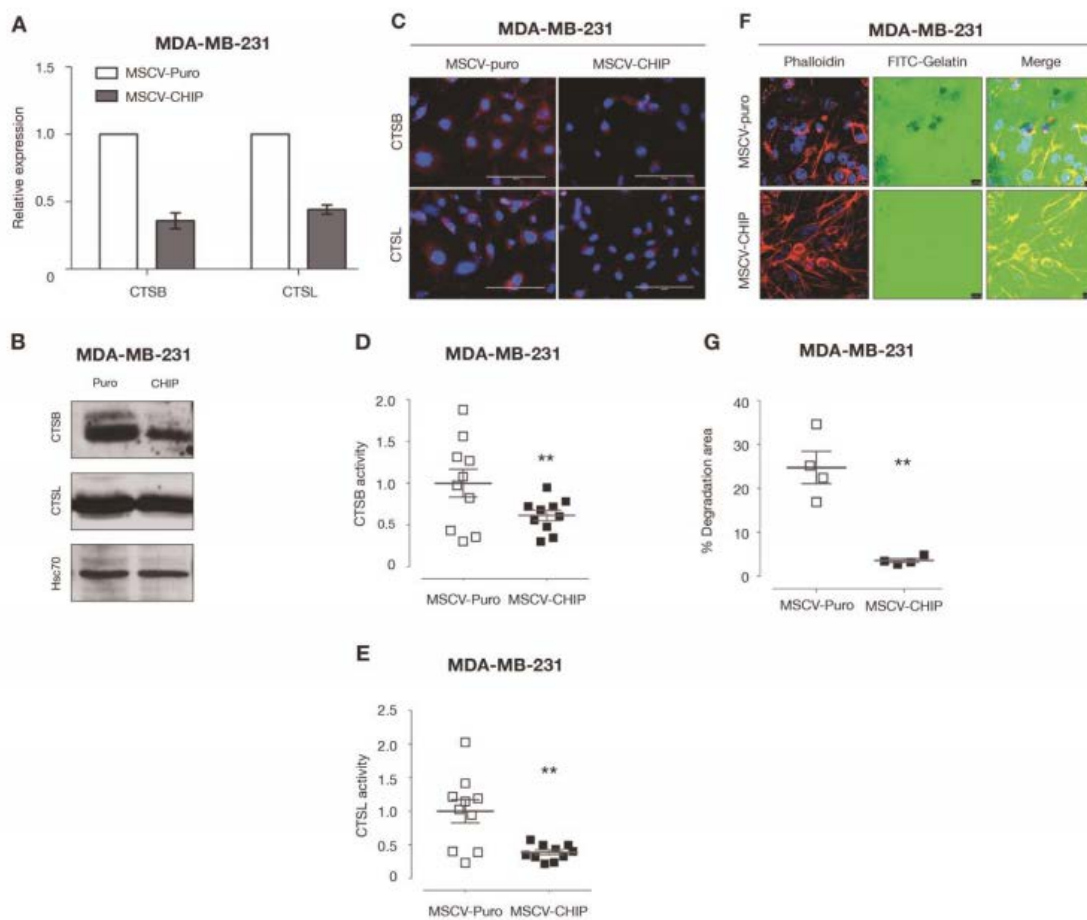 A
MDA-MB-231
MSCV-Puro
MSCV-CHIP
Relative expression
1.5
1.0
0.5
0
CTSB
CTSL
B
MDA-MB-231
Puro
CHIP
CTSB
CTSL
Hsc70
C
MDA-MB-231
MSCV-puro
MSCV-CHIP
CTSB
CTSL
D
MDA-MB-231
CTSB activity
2.0
1.5
1.0
0.5
0
**
MSCV-Puro
MSCV-CHIP
E
MDA-MB-231
CTSL activity
2.5
2.0
1.5
1.0
0.5
0.0
**
MSCV-Puro
MSCV-CHIP
F
MDA-MB-231
Phalloidin
FITC-Gelatin
Merge
MSCV-puro
MSCV-CHIP
G
MDA-MB-231
% Degradation area
40
30
20
10
0
**
MSCV-Puro
MSCV-CHIP